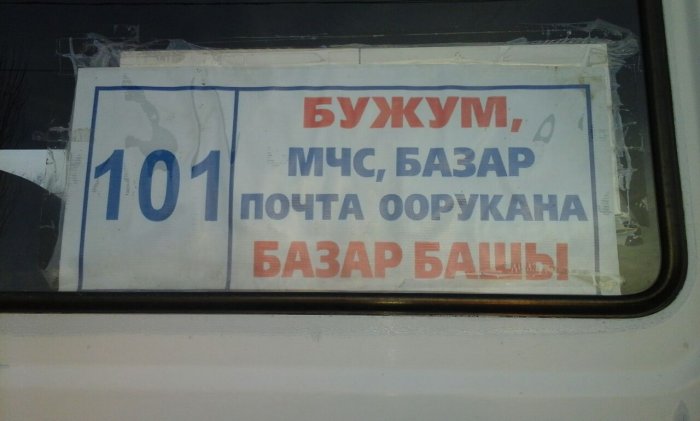 101
БУЖУМ,
МЧС, БАЗАР
ПОЧТА ООРУКАНА
БАЗАР БАШЫ